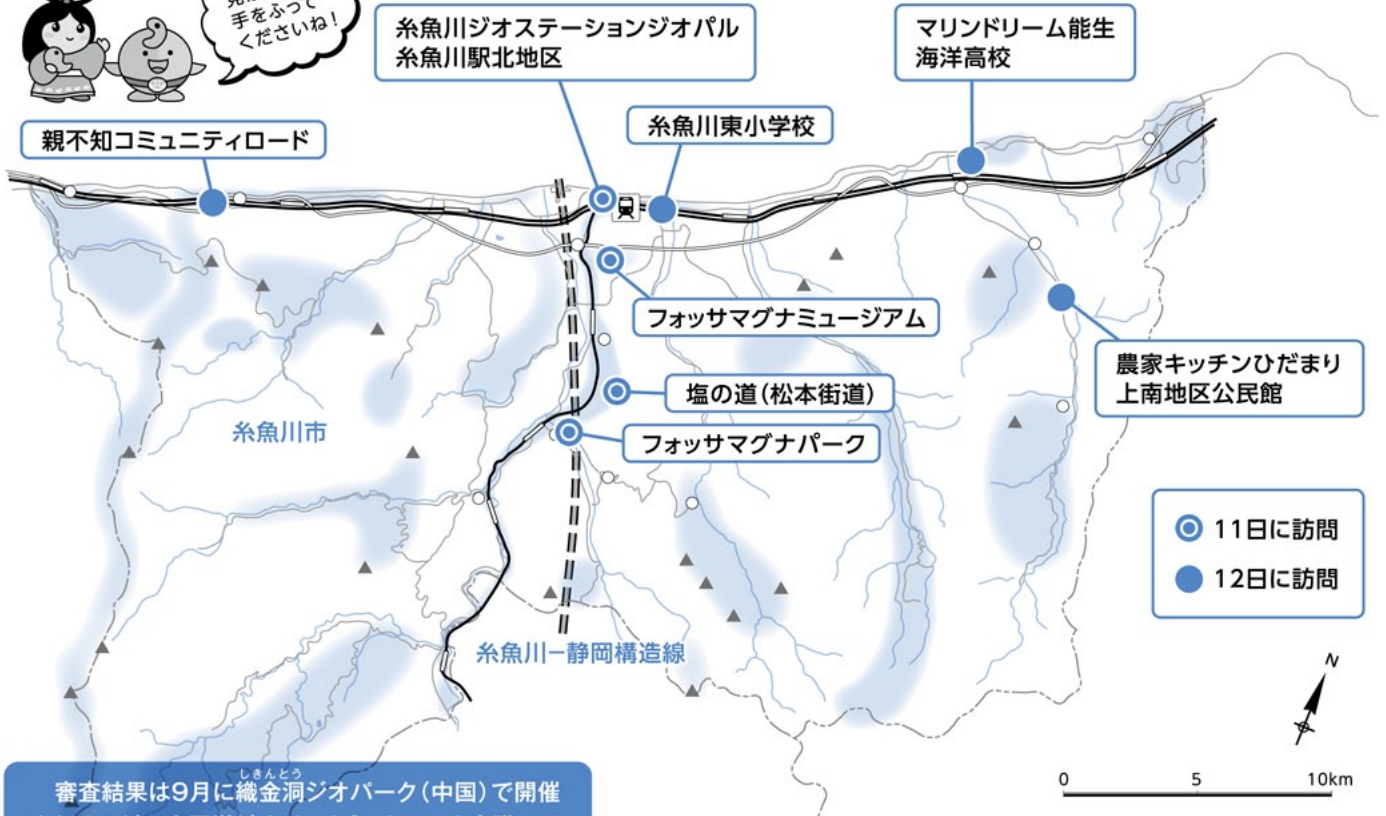 手をふって
くださいね！
糸魚川ジオステーションジオパル
糸魚川駅北地区
マリンドリーム能生
海洋高校
親不知コミュニティロード
糸魚川東小学校
フォッサマグナミュージアム
農家キッチンひだまり
上南地区公民館
塩の道（松本街道）
糸魚川市
フォッサマグナパーク
11日に訪問
12日に訪問
糸魚川－静岡構造線
N
0 5 10km
しきんとう
審査結果は9月に織金洞ジオパーク（中国）で開催